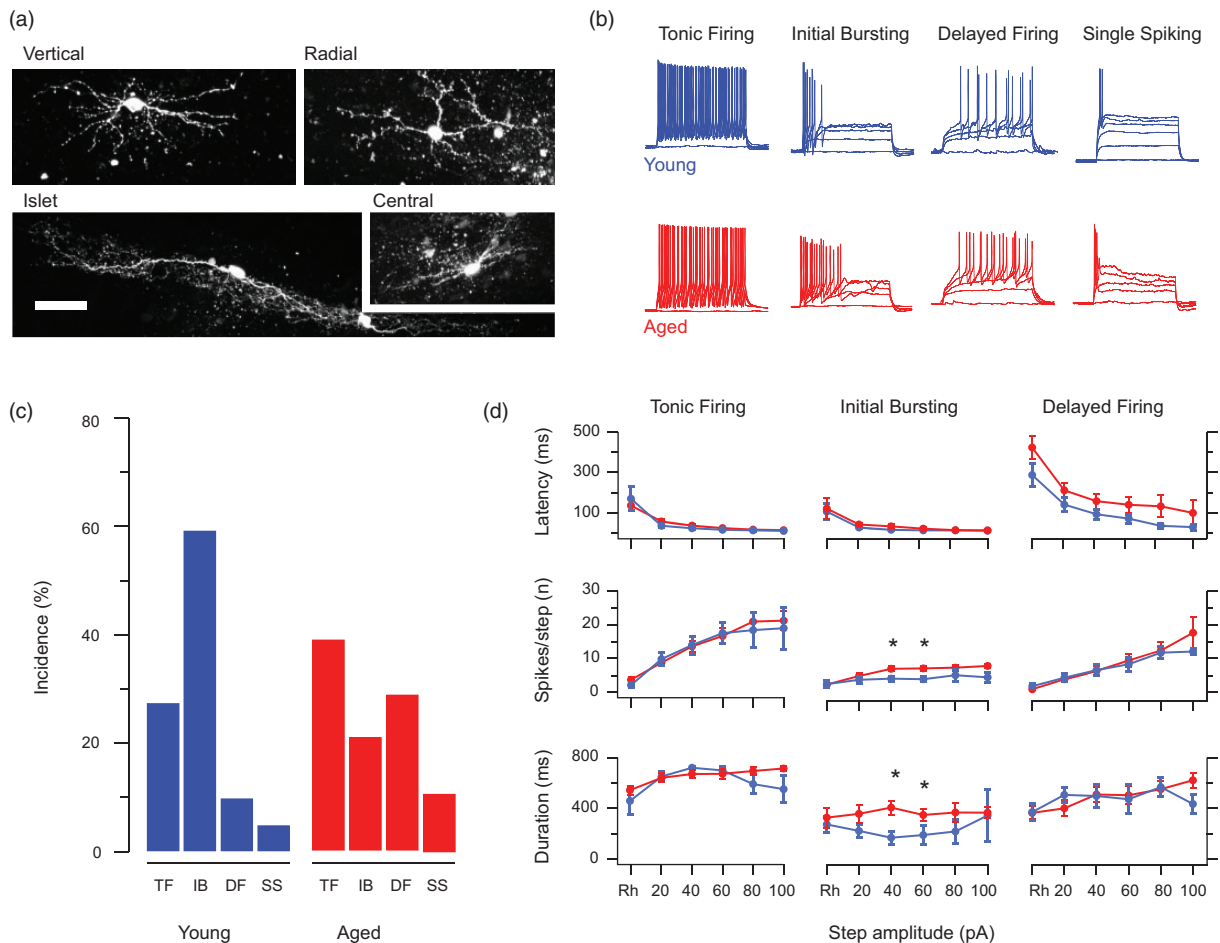 (a)
Vertical
Radial
Islet
Central
(b)
Tonic Firing
Initial Bursting
Delayed Firing
Single Spiking
Young
Aged
(c)
80
60
40
20
0
Incidence (%)
TF IB DF SS TF IB DF SS
Young Aged
(d)
Tonic Firing
Initial Bursting
Delayed Firing
500
300
100
Latency (ms)
30
20
10
0
Spikes/step (n)
* *
800
400
0
Duration (ms)
* *
Rh 20 40 60 80 100
Rh 20 40 60 80 100
Rh 20 40 60 80 100
Step amplitude (pA)